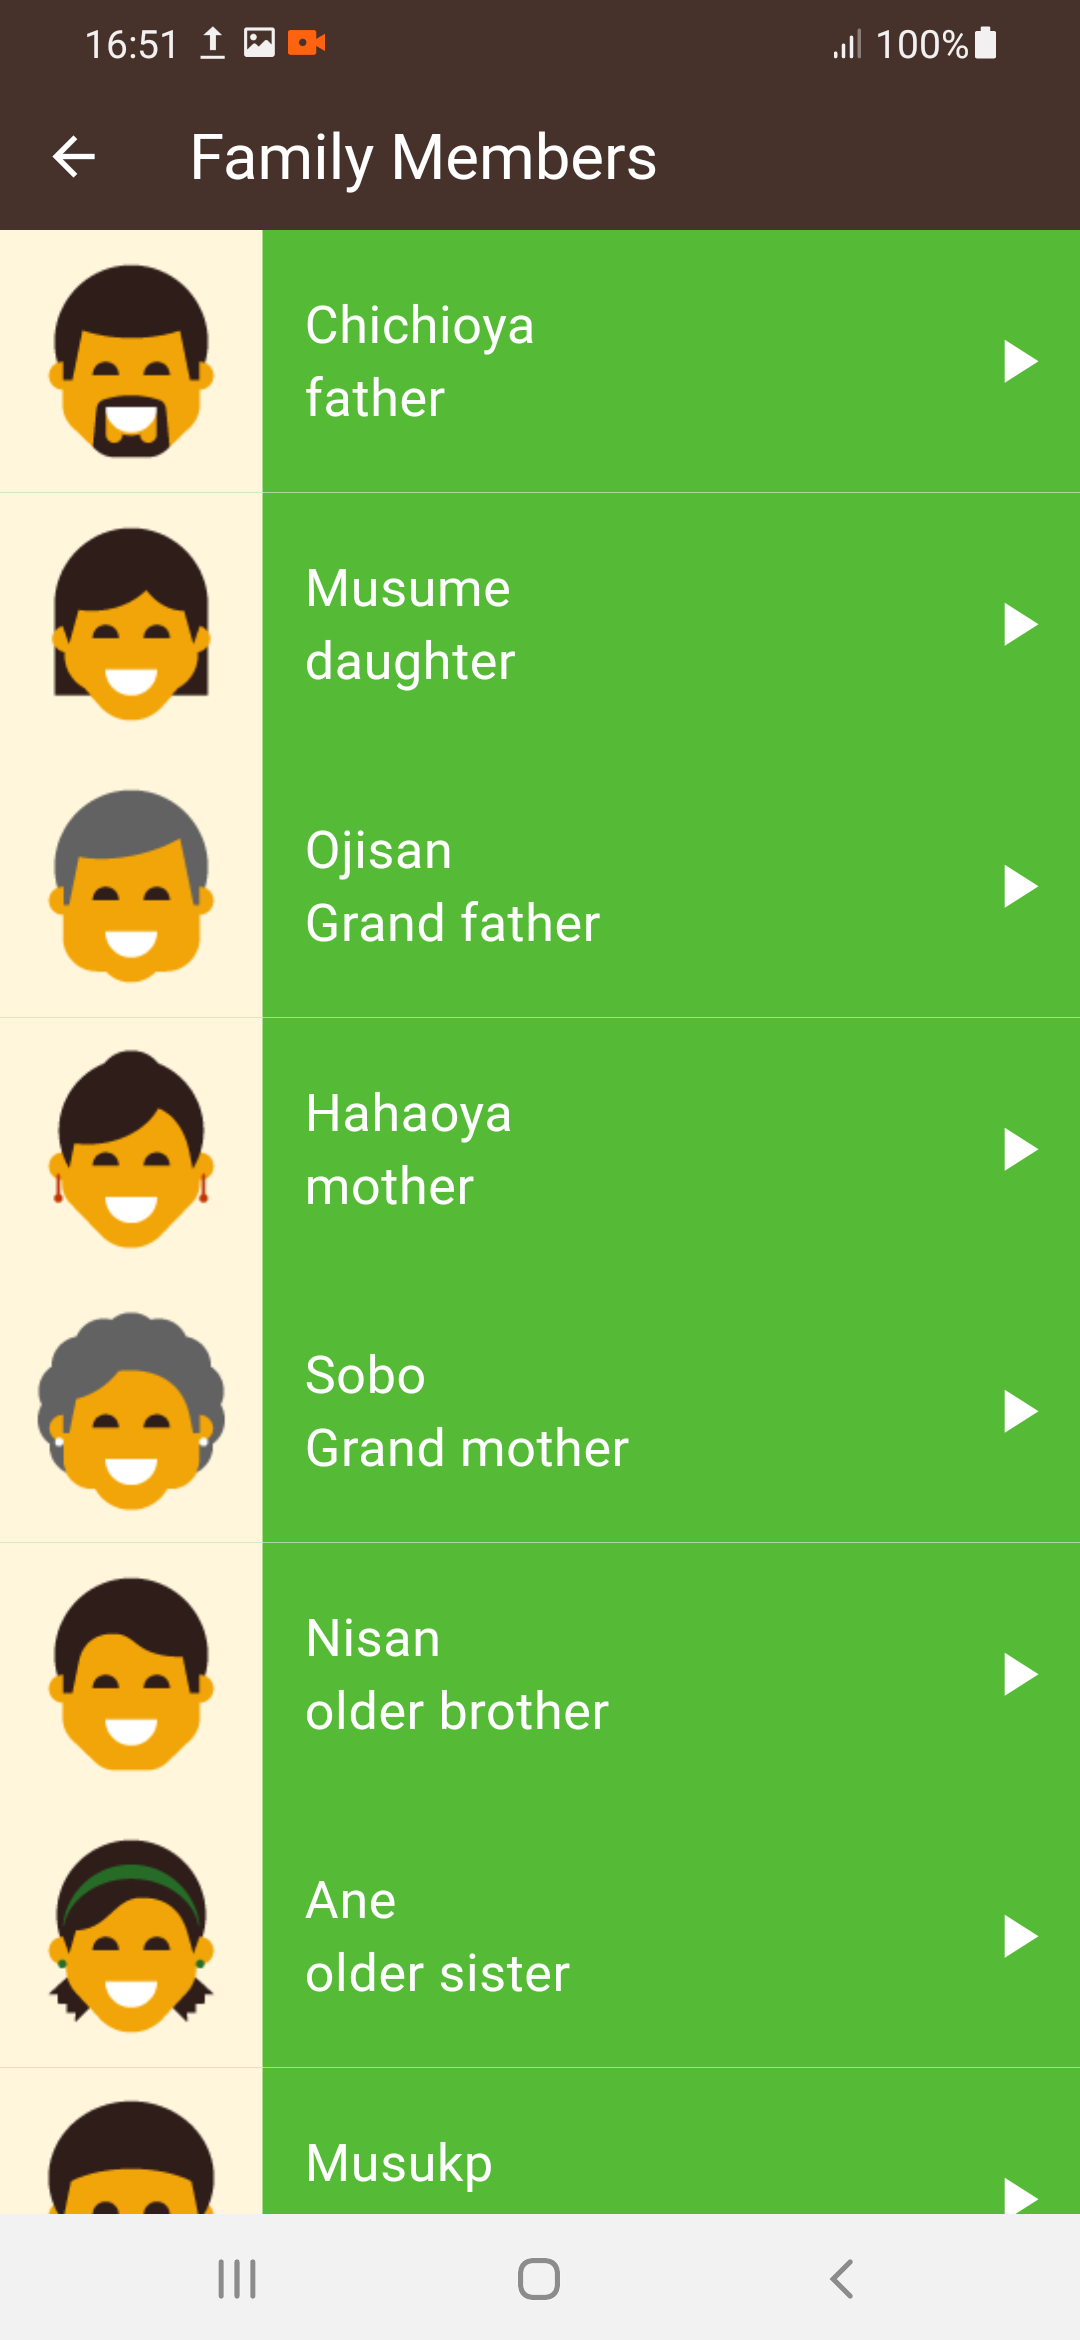 16:51
100%
Family Members
Chichioya
father
Musume
daughter
Ojisan
Grand father
Hahaoya
mother
Sobo
Grand mother
Nisan
older brother
Ane
older sister
Musukp